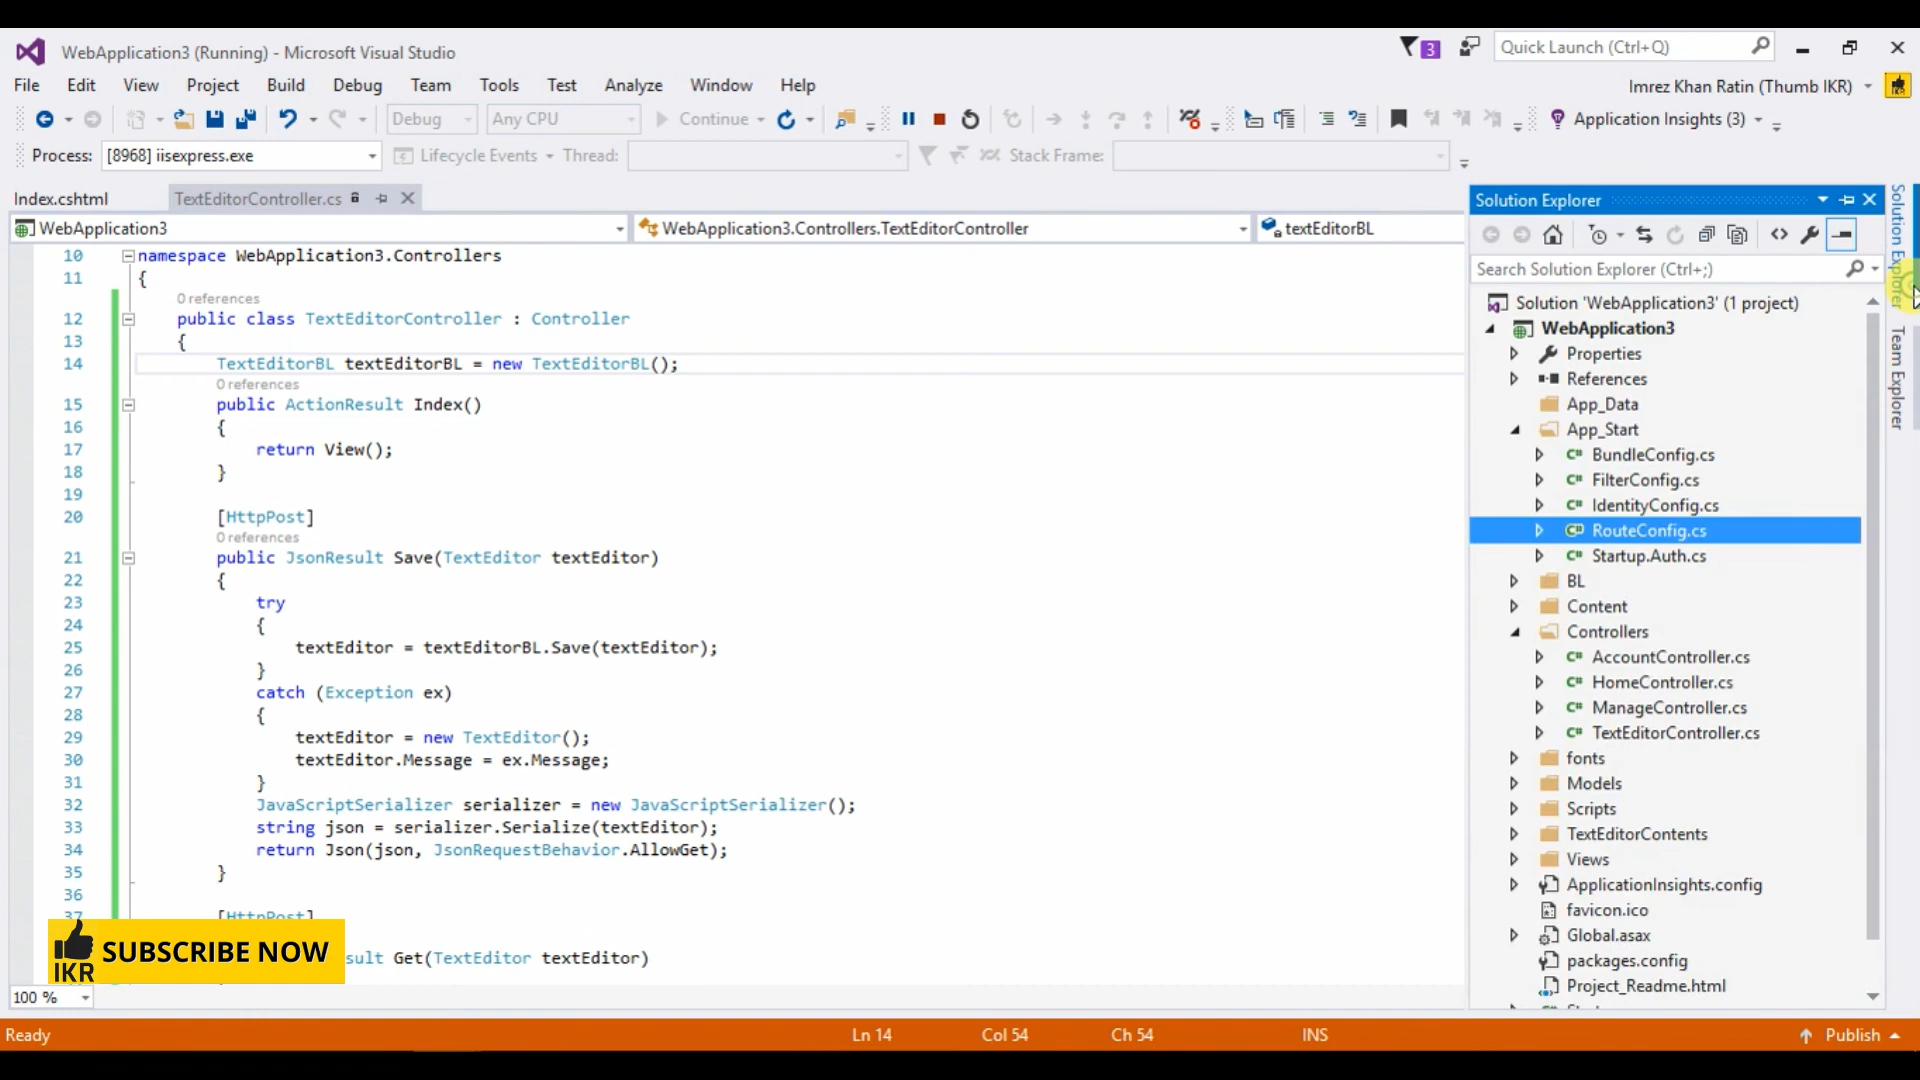 WebApplication3 (Running) - Microsoft Visual Studio
3
Quick Launch (Ctrl+Q)
File Edit View Project Build Debug Team Tools Test Analyze Window Help
Imrez Khan Ratin (Thumb IKR)
Debug Any CPU Continue Application Insights (3)
Process: [8968] iisexpress.exe Lifecycle Events Thread: Stack Frame:
Index.cshtml TextEditorController.cs
WebApplication3 WebApplication3.Controllers.TextEditorController textEditorBL
10 namespace WebApplication3.Controllers
11 {
0 references
12 public class TextEditorController : Controller
13 {
14 TextEditorBL textEditorBL = new TextEditorBL();
0 references
15 public ActionResult Index()
16 {
17 return View();
18 }
19
20 [HttpPost]
0 references
21 public JsonResult Save(TextEditor textEditor)
22 {
23 try
24 {
25 textEditor = textEditorBL.Save(textEditor);
26 }
27 catch (Exception ex)
28 {
29 textEditor = new TextEditor();
30 textEditor.Message = ex.Message;
31 }
32 JavaScriptSerializer serializer = new JavaScriptSerializer();
33 string json = serializer.Serialize(textEditor);
34 return Json(json, JsonRequestBehavior.AllowGet);
35 }
36
37 [HttpPost]
sult Get(TextEditor textEditor)
IKR SUBSCRIBE NOW
100 %
Solution Explorer
Search Solution Explorer (Ctrl+;)
Solution 'WebApplication3' (1 project)
WebApplication3
Properties
References
App_Data
App_Start
C# BundleConfig.cs
C# FilterConfig.cs
C# IdentityConfig.cs
C# RouteConfig.cs
C# Startup.Auth.cs
BL
Content
Controllers
C# AccountController.cs
C# HomeController.cs
C# ManageController.cs
C# TextEditorController.cs
fonts
Models
Scripts
TextEditorContents
Views
ApplicationInsights.config
favicon.ico
Global.asax
packages.config
Project_Readme.html
Solution Explorer
Team Explorer
Ready Ln 14 Col 54 Ch 54 INS Publish